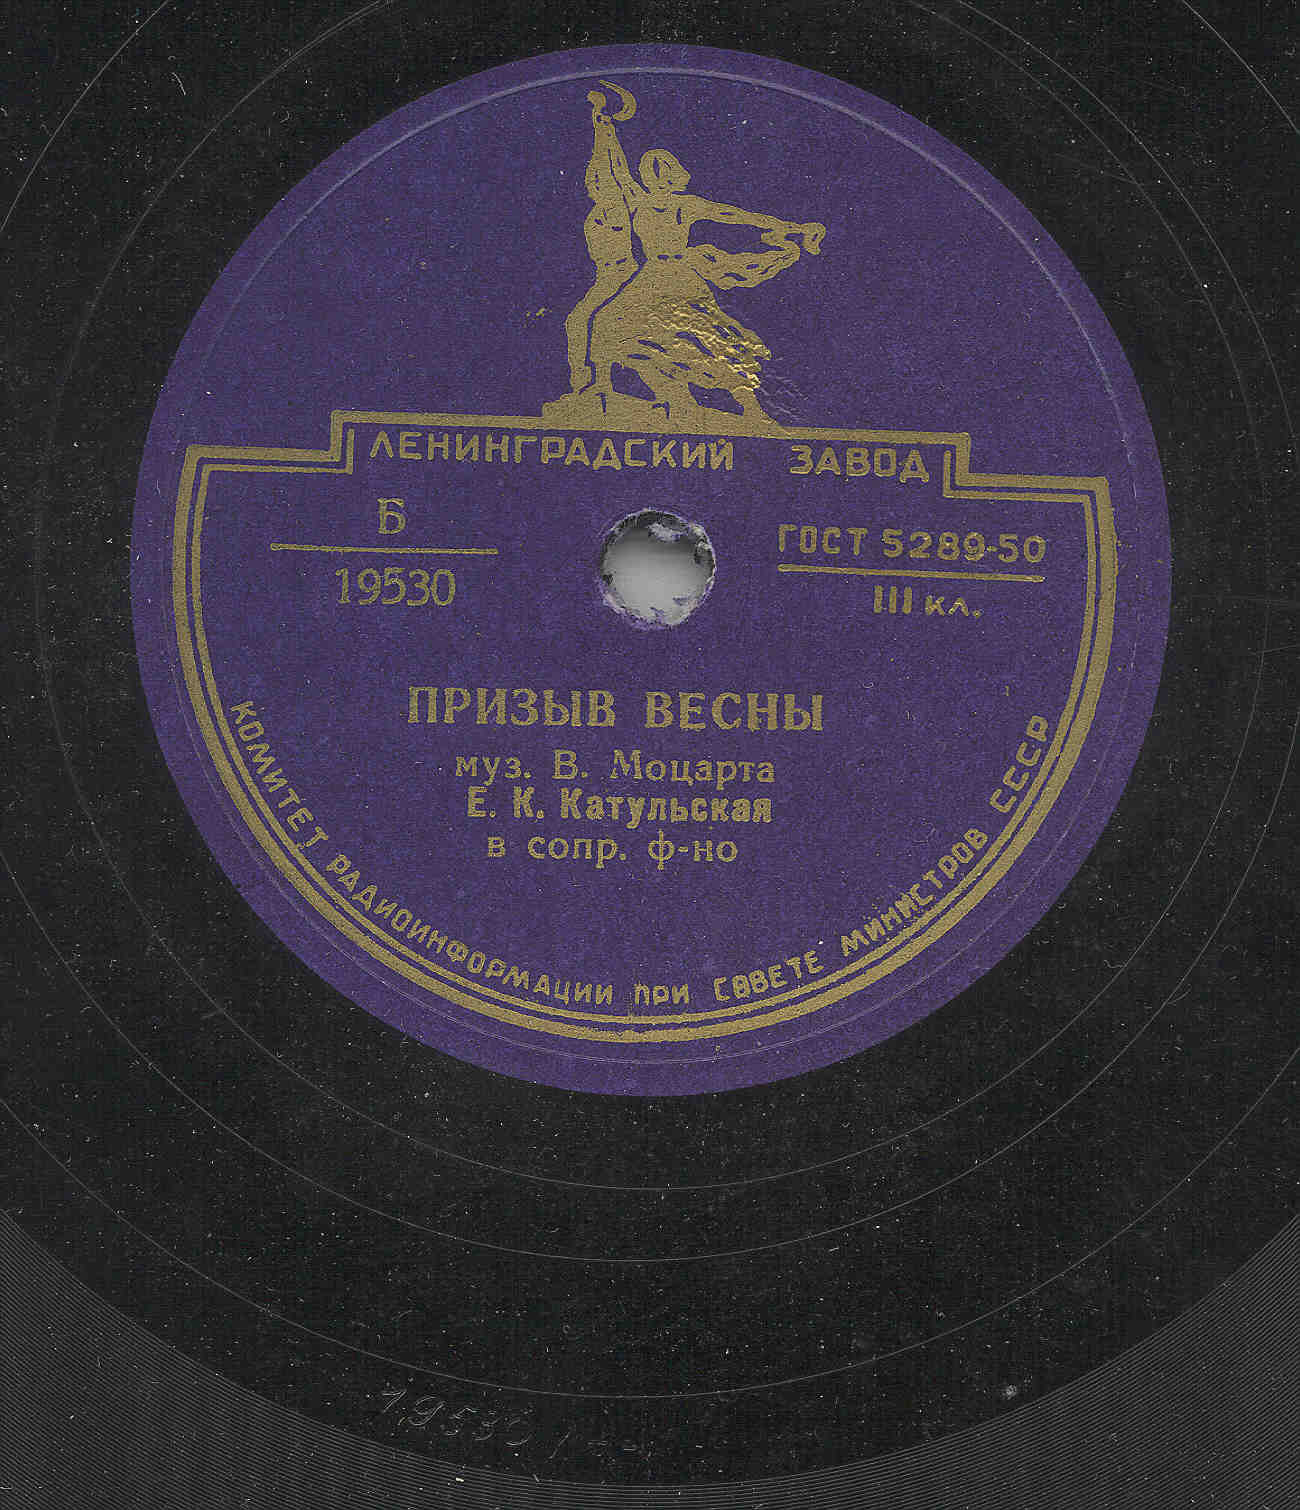 ЛЕНИНГРАДСКИЙ ЗАВОД
Б
19530
ГОСТ 5289-50
III кл.
ПРИЗЫВ ВЕСНЫ
муз. В. Моцарта
Е. К. Катульская
в сопр. ф-но
КОМИТЕТ РАДИОИНФОРМАЦИИ ПРИ СОВЕТЕ МИНИСТРОВ СССР